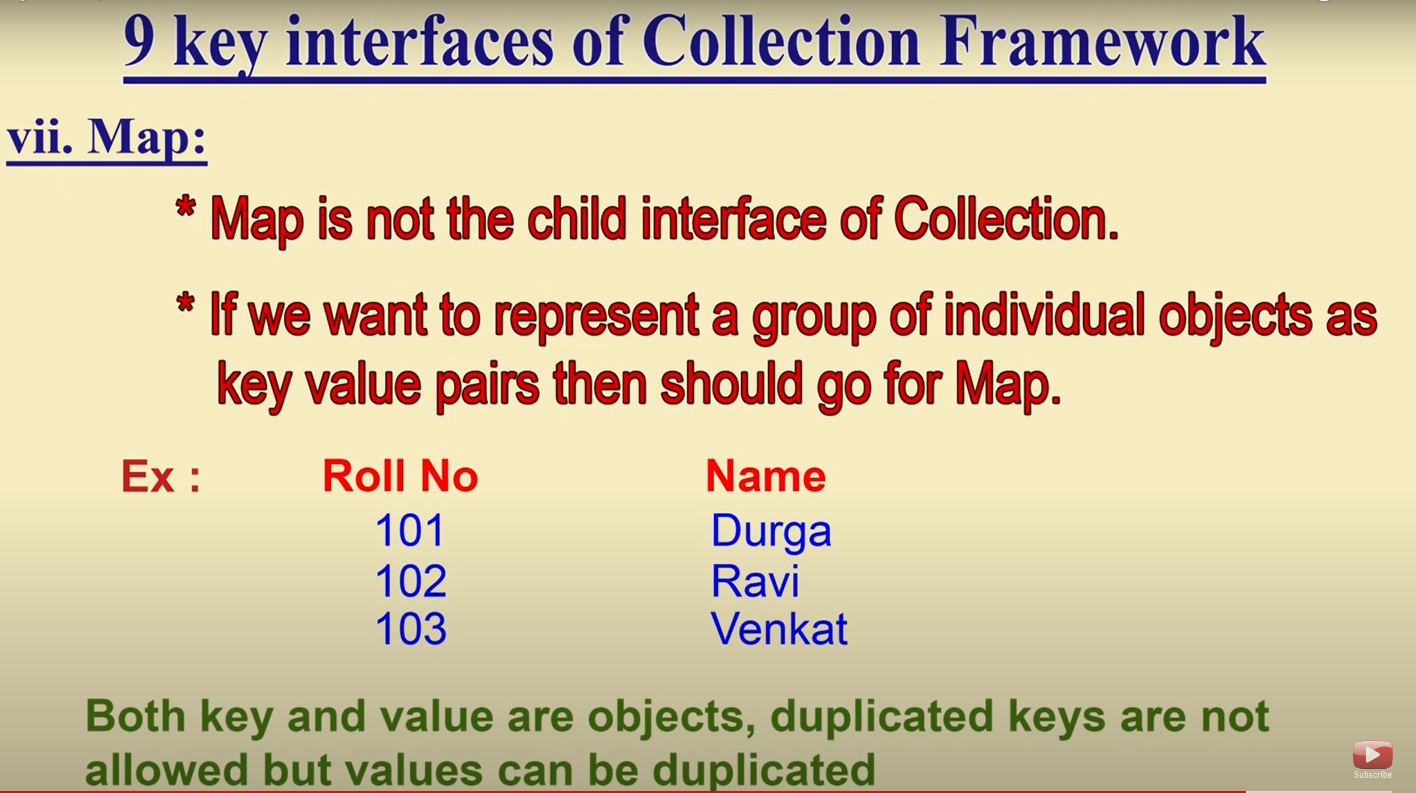 9 key interfaces of Collection Framework
vii. Map:
* Map is not the child interface of Collection.
* If we want to represent a group of individual objects as
key value pairs then should go for Map.
Ex : Roll No Name
101 Durga
102 Ravi
103 Venkat
Both key and value are objects, duplicated keys are not
allowed but values can be duplicated
Subscribe